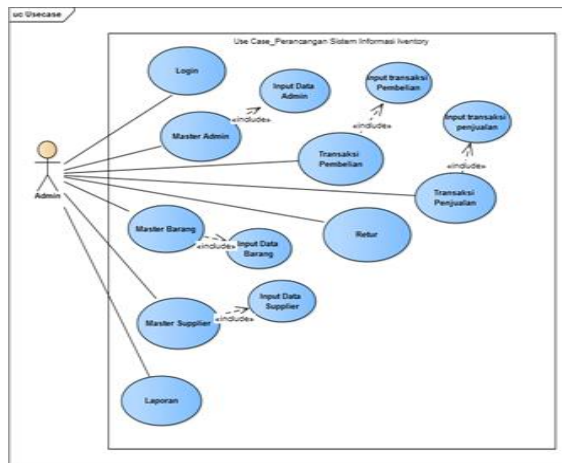 uc Usecase
Use Case_Perancangan Sistem Informasi Iventory
Login
Input Data
Admin
«include»
Master Admin
Input transaksi
Pembelian
«include»
Transaksi
Pembelian
Input transaksi
penjualan
«include»
Transaksi
Penjualan
Admin
Master Barang
«include»
Input Data
Barang
Retur
Master Supplier
«include»
Input Data
Supplier
Laporan